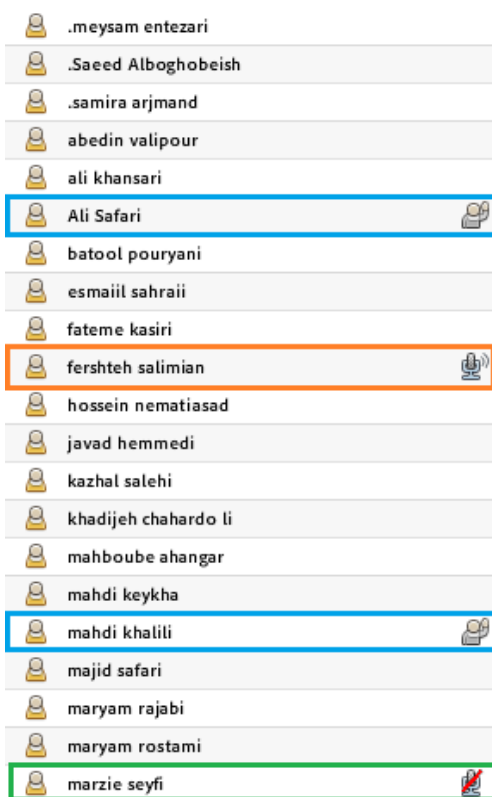 .meysam entezari
.Saeed Alboghobeish
.samira arjmand
abedin valipour
ali khansari
Ali Safari
batool pouryani
esmaiil sahraii
fateme kasiri
fershteh salimian
hossein nematiasad
javad hemmedi
kazhal salehi
khadijeh chahardo li
mahboube ahangar
mahdi keykha
mahdi khalili
majid safari
maryam rajabi
maryam rostami
marzie seyfi